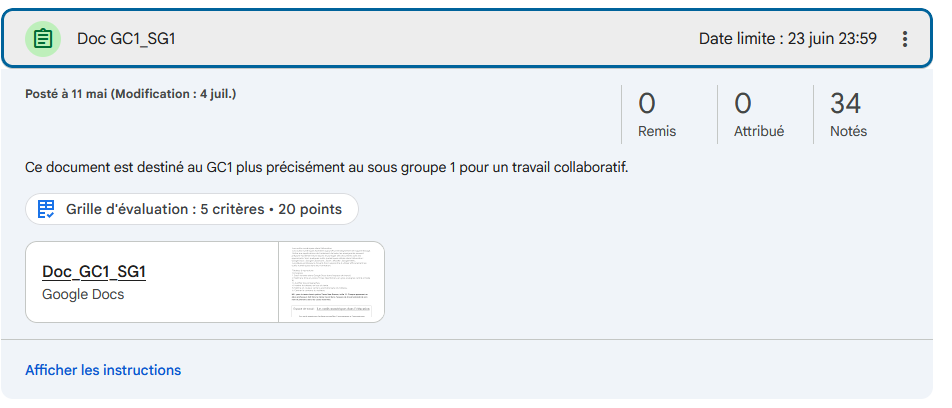 Doc GC1_SG1
Date limite : 23 juin 23:59
Posté à 11 mai (Modification : 4 juil.)
0
Remis
0
Attribué
34
Notés
Ce document est destiné au GC1 plus précisément au sous groupe 1 pour un travail collaboratif.
Grille d'évaluation : 5 critères • 20 points
Doc_GC1_SG1
Google Docs
Afficher les instructions